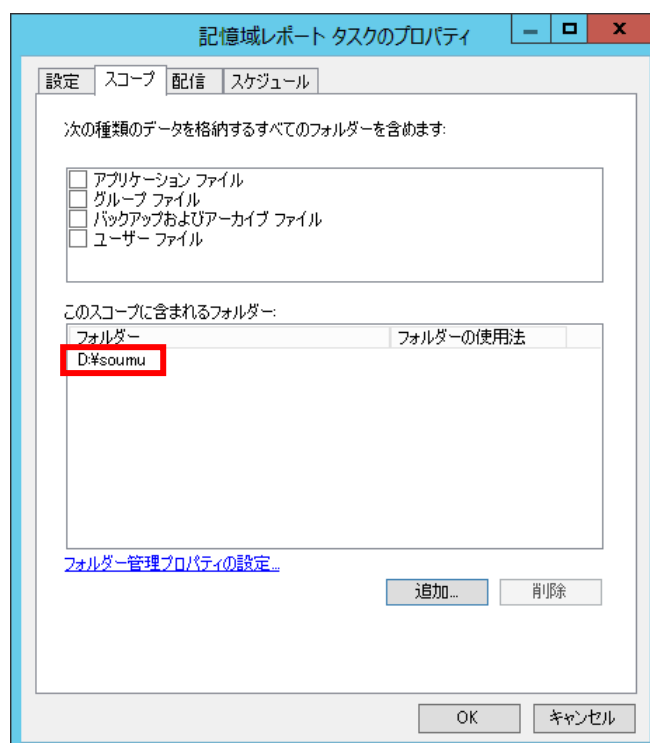 記憶域レポート タスクのプロパティ
設定 スコープ 配信 スケジュール
次の種類のデータを格納するすべてのフォルダーを含めます:
アプリケーション ファイル
グループ ファイル
バックアップおよびアーカイブ ファイル
ユーザー ファイル
このスコープに含まれるフォルダー:
フォルダー フォルダーの使用法
D:¥soumu
フォルダー管理プロパティの設定...
追加... 削除
OK キャンセル